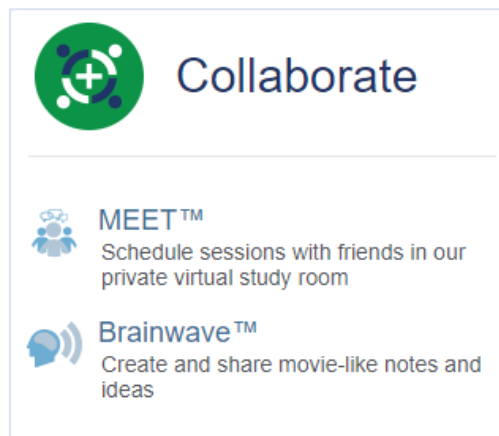 Collaborate
MEET™
Schedule sessions with friends in our
private virtual study room
Brainwave™
Create and share movie-like notes and
ideas